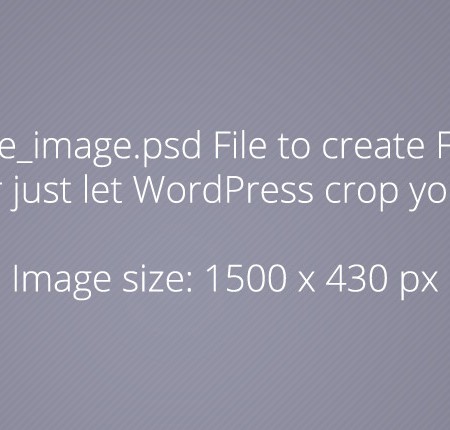 e_image.psd File to create F
r just let WordPress crop yo
Image size: 1500 x 430 px